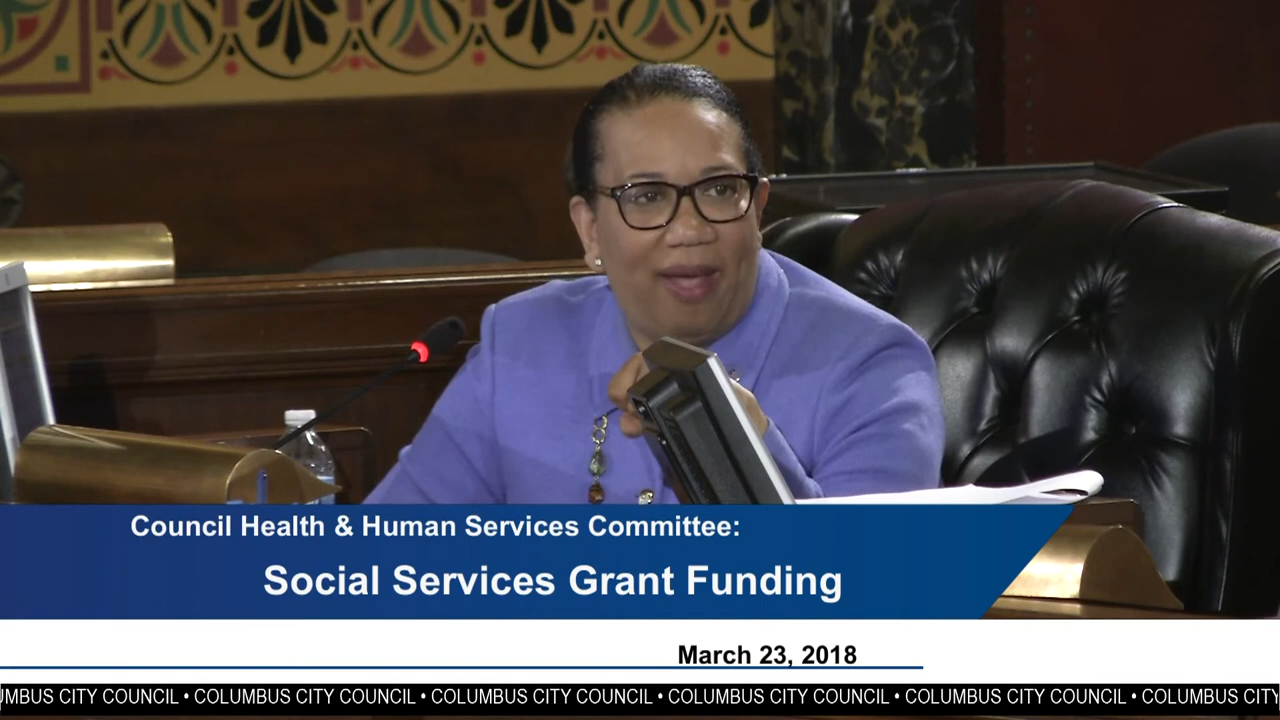 Council Health & Human Services Committee:
Social Services Grant Funding
March 23, 2018
UMBUS CITY COUNCIL • COLUMBUS CITY COUNCIL • COLUMBUS CITY COUNCIL • COLUMBUS CITY COUNCIL • COLUMBUS CITY COUNCIL • COLUMBUS CITY